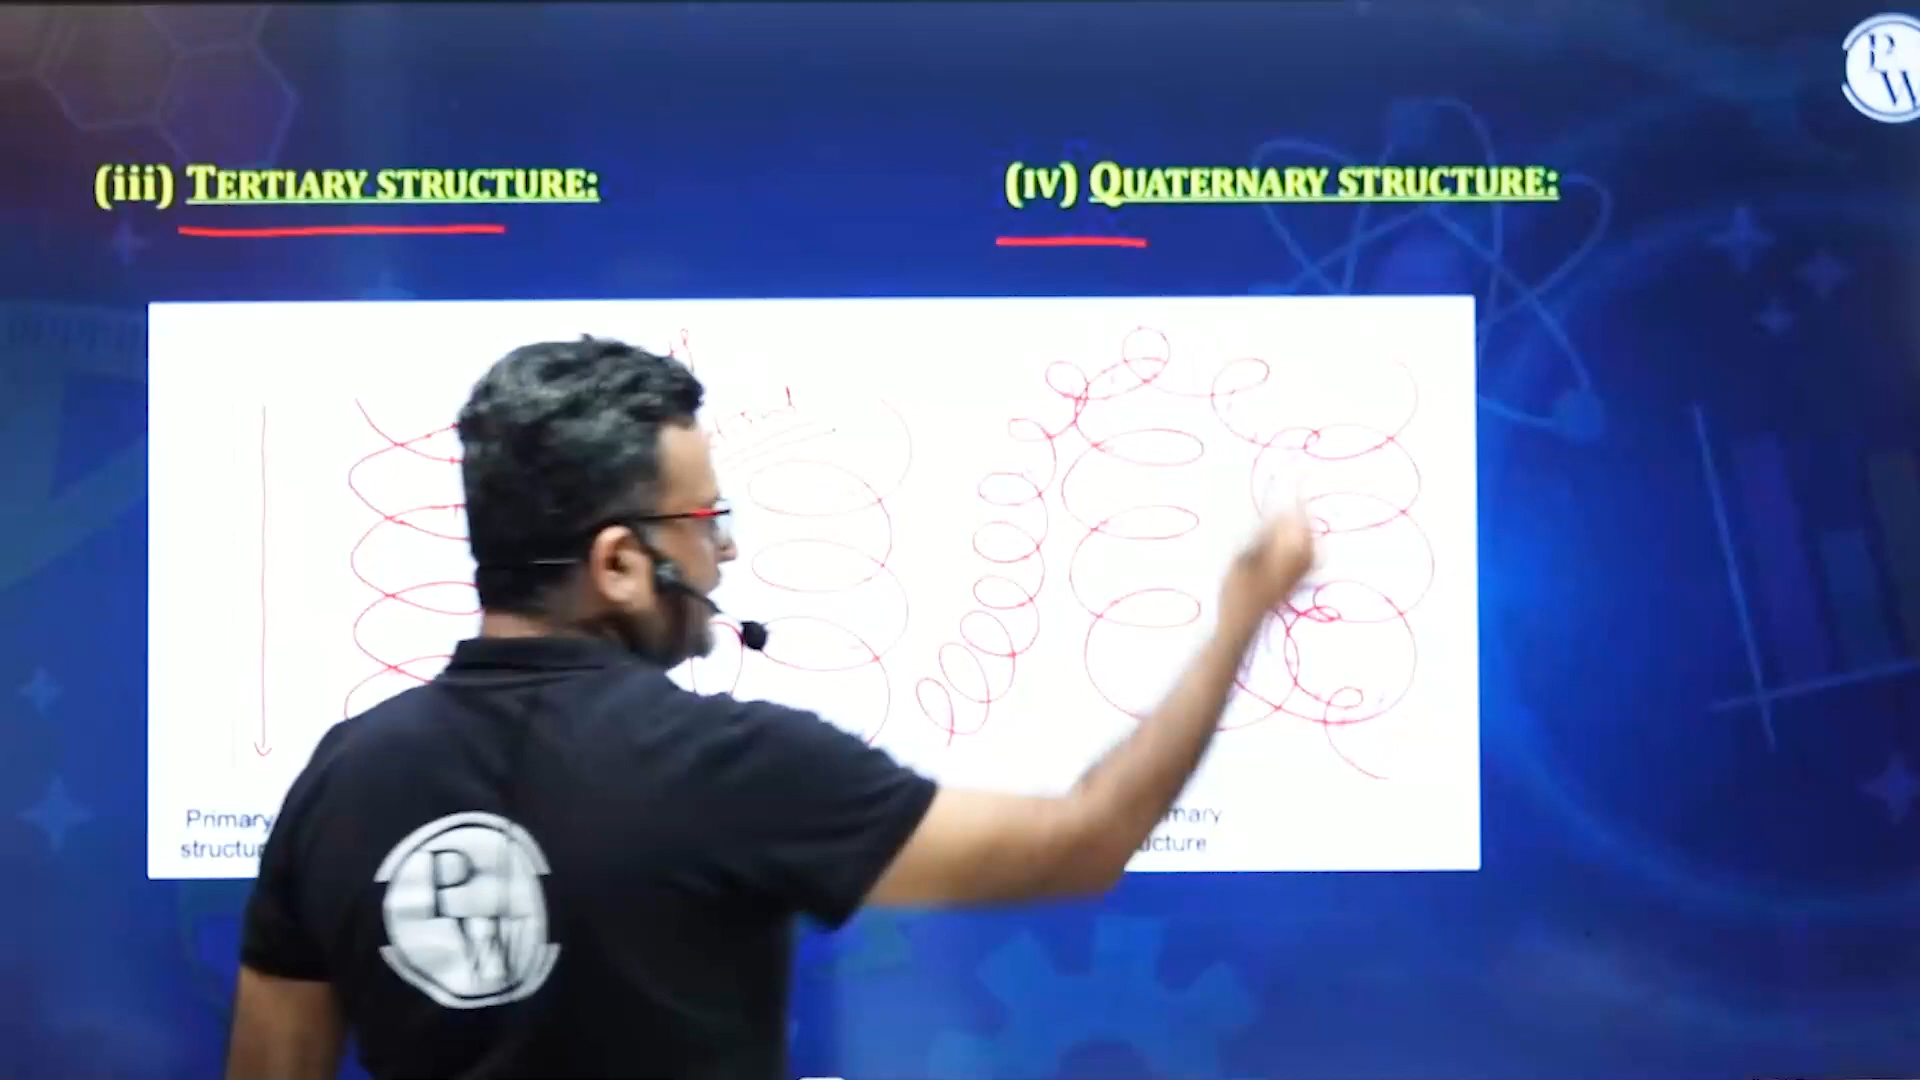 P
W
(iii) TERTIARY STRUCTURE:
(iv) QUATERNARY STRUCTURE:
Primary
structu
mary
cture
P
W